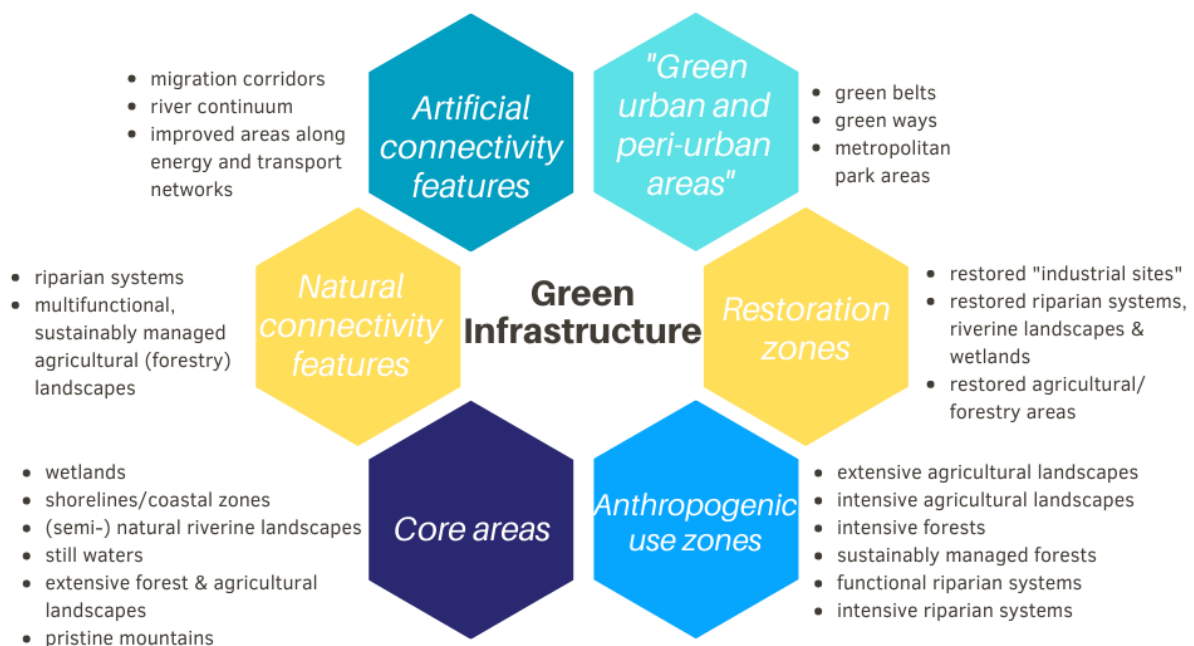 • migration corridors
• river continuum
• improved areas along
energy and transport
networks
Artificial
connectivity
features
"Green
urban and
peri-urban
areas"
• green belts
• green ways
• metropolitan
park areas
• riparian systems
• multifunctional,
sustainably managed
agricultural (forestry)
landscapes
Natural
connectivity
features
Green
Infrastructure
Restoration
zones
• restored "industrial sites"
• restored riparian systems,
riverine landscapes &
wetlands
• restored agricultural/
forestry areas
• wetlands
• shorelines/coastal zones
• (semi-) natural riverine landscapes
• still waters
• extensive forest & agricultural
landscapes
• pristine mountains
Core areas
Anthropogenic
use zones
• extensive agricultural landscapes
• intensive agricultural landscapes
• intensive forests
• sustainably managed forests
• functional riparian systems
• intensive riparian systems